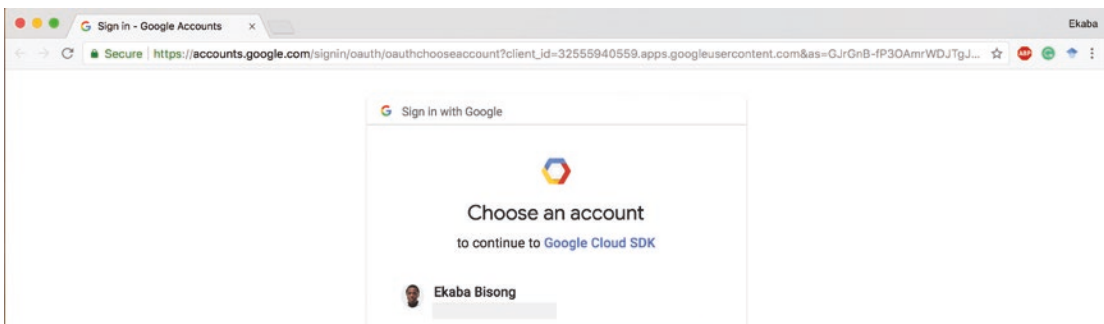 Sign in - Google Accounts
Ekaba
Secure https://accounts.google.com/signin/oauth/oauthchooseaccount?client_id=32555940559.apps.googleusercontent.com&as=GJrGnB-fP3OAmrWDJTgJ...
ABP
G Sign in with Google
Choose an account
to continue to Google Cloud SDK
Ekaba Bisong